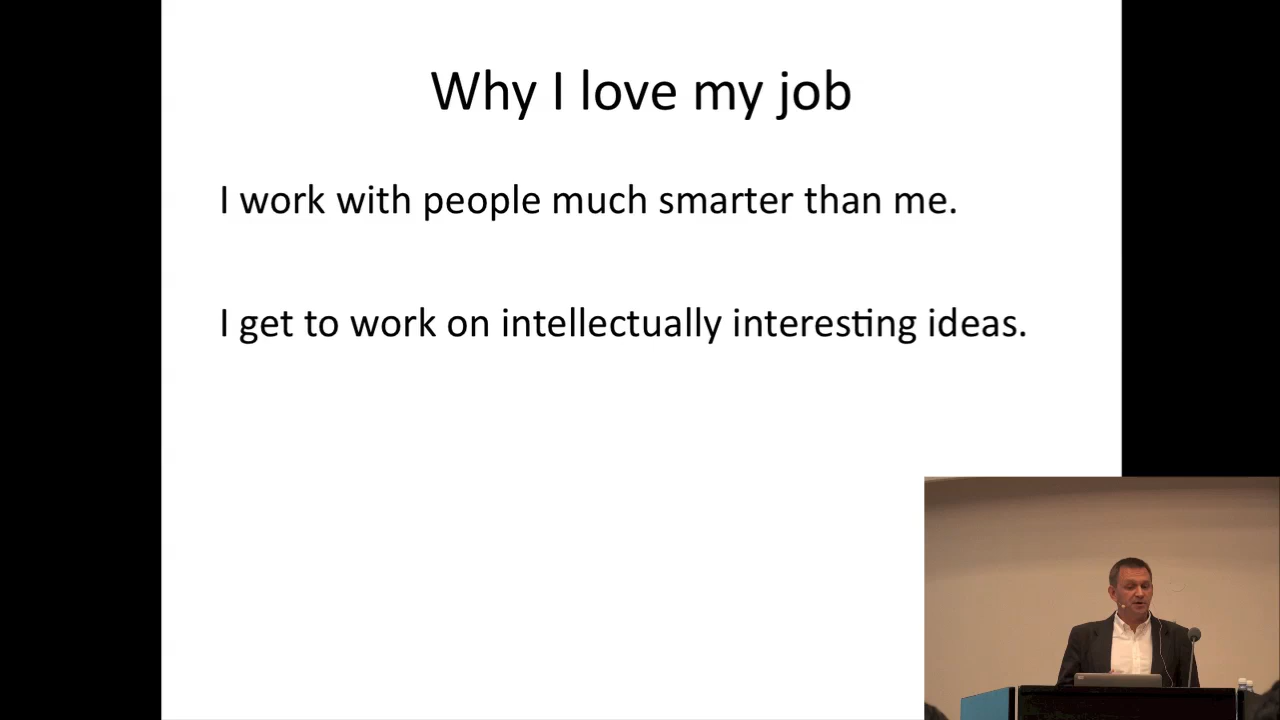 Why I love my job
I work with people much smarter than me.
I get to work on intellectually interesting ideas.